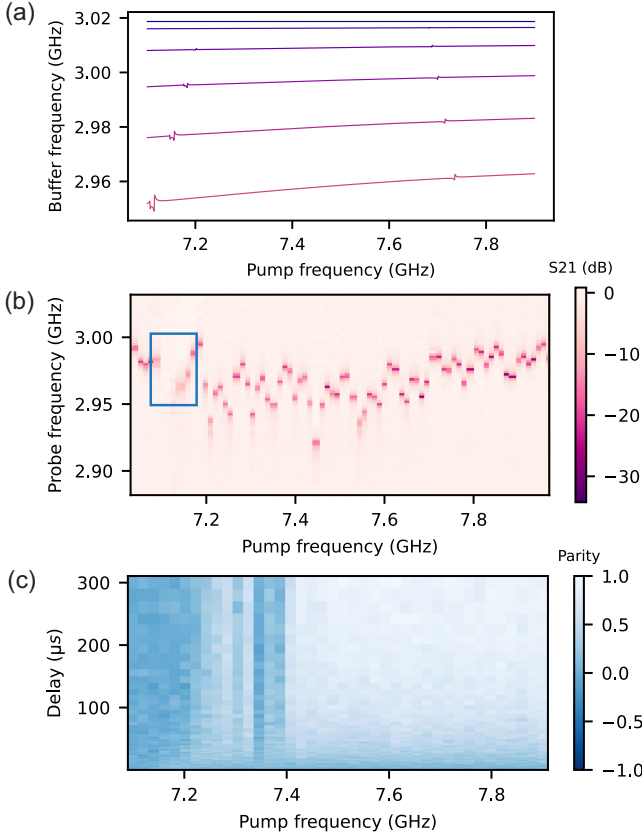 (a)
3.02
3.00
2.98
2.96
Buffer frequency (GHz)
7.2
7.4
7.6
7.8
Pump frequency (GHz)
(b)
S21 (dB)
3.00
2.95
2.90
Probe frequency (GHz)
0
−10
−20
−30
7.2
7.4
7.6
7.8
Pump frequency (GHz)
(c)
Parity
300
200
100
Delay (μs)
1.0
0.5
0.0
−0.5
−1.0
7.2
7.4
7.6
7.8
Pump frequency (GHz)